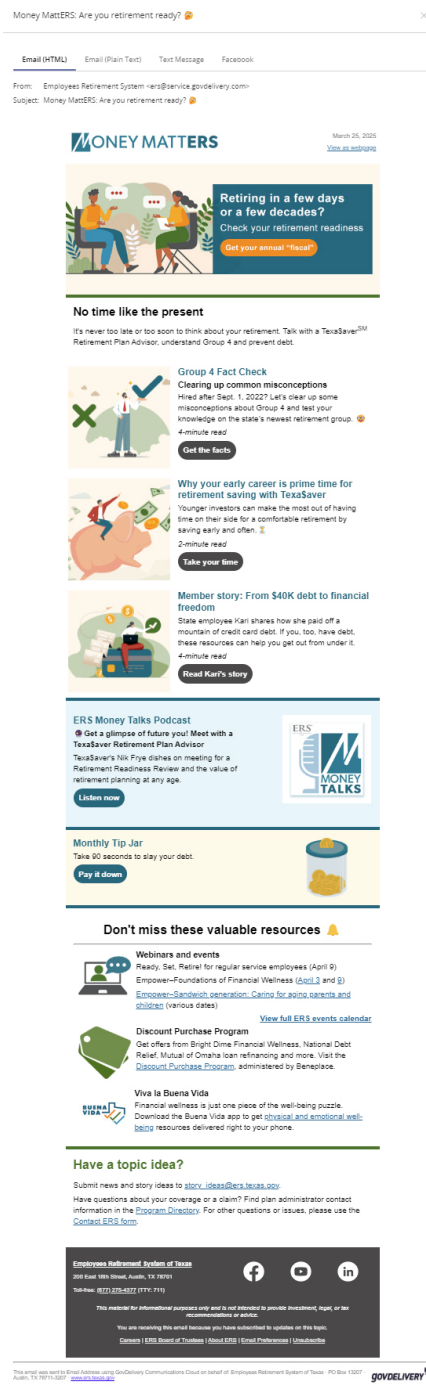 Money MattERS: Are you retirement ready? 🤔
Email (HTML) Email (Plain Text) Text Message Facebook
From: Employees Retirement System <ers@service.govdelivery.com>
Subject: Money MattERS: Are you retirement ready? 🤔
MONEY MATTERS
March 25, 2025
View as webpage
Retiring in a few days
or a few decades?
Check your retirement readiness
Get your annual "fiscal"
No time like the present
It's never too late or too soon to think about your retirement. Talk with a Texa$averSM
Retirement Plan Advisor, understand Group 4 and prevent debt.
Group 4 Fact Check
Clearing up common misconceptions
Hired after Sept. 1, 2022? Let's clear up some
misconceptions about Group 4 and test your
knowledge on the state's newest retirement group.
4-minute read
Get the facts
Why your early career is prime time for
retirement saving with Texa$aver
Younger investors can make the most out of having
time on their side for a comfortable retirement by
saving early and often. ⏳
2-minute read
Take your time
Member story: From $40K debt to financial
freedom
State employee Kari shares how she paid off a
mountain of credit card debt. If you, too, have debt,
these resources can help you get out from under it.
4-minute read
Read Kari's story
ERS Money Talks Podcast
🔮 Get a glimpse of future you! Meet with a
Texa$aver Retirement Plan Advisor
Texa$aver's Nik Frye dishes on meeting for a
Retirement Readiness Review and the value of
retirement planning at any age.
Listen now
ERS
MONEY
TALKS
Monthly Tip Jar
Take 90 seconds to slay your debt.
Pay it down
Don't miss these valuable resources 🔔
Webinars and events
Ready, Set, Retire! for regular service employees (April 9)
Empower–Foundations of Financial Wellness (April 3 and 9)
Empower–Sandwich generation: Caring for aging parents and
children (various dates)
View full ERS events calendar
Discount Purchase Program
Get offers from Bright Dime Financial Wellness, National Debt
Relief, Mutual of Omaha loan refinancing and more. Visit the
Discount Purchase Program, administered by Beneplace.
BUENA
VIDA
Viva la Buena Vida
Financial wellness is just one piece of the well-being puzzle.
Download the Buena Vida app to get physical and emotional well-
being resources delivered right to your phone.
Have a topic idea?
Submit news and story ideas to story_ideas@ers.texas.gov.
Have questions about your coverage or a claim? Find plan administrator contact
information in the Program Directory. For other questions or issues, please use the
Contact ERS form.
Employees Retirement System of Texas
200 East 18th Street, Austin, TX 78701
Toll-free: (877) 275-4377 (TTY: 711)
This material for informational purposes only and is not intended to provide investment, legal, or tax
recommendations or advice.
You are receiving this email because you have subscribed to updates on this topic.
Careers | ERS Board of Trustees | About ERS | Email Preferences | Unsubscribe
This email was sent to Email Address using GovDelivery Communications Cloud on behalf of: Employees Retirement System of Texas · PO Box 13207
Austin, TX 78711-3207 · www.ers.texas.gov
GOVDELIVERY